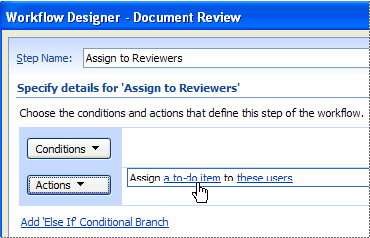 Workflow Designer - Document Review
Step Name: Assign to Reviewers
Specify details for 'Assign to Reviewers'
Choose the conditions and actions that define this step of the workflow.
Conditions
Assign a to-do item to these users
Actions
Add 'Else If' Conditional Branch